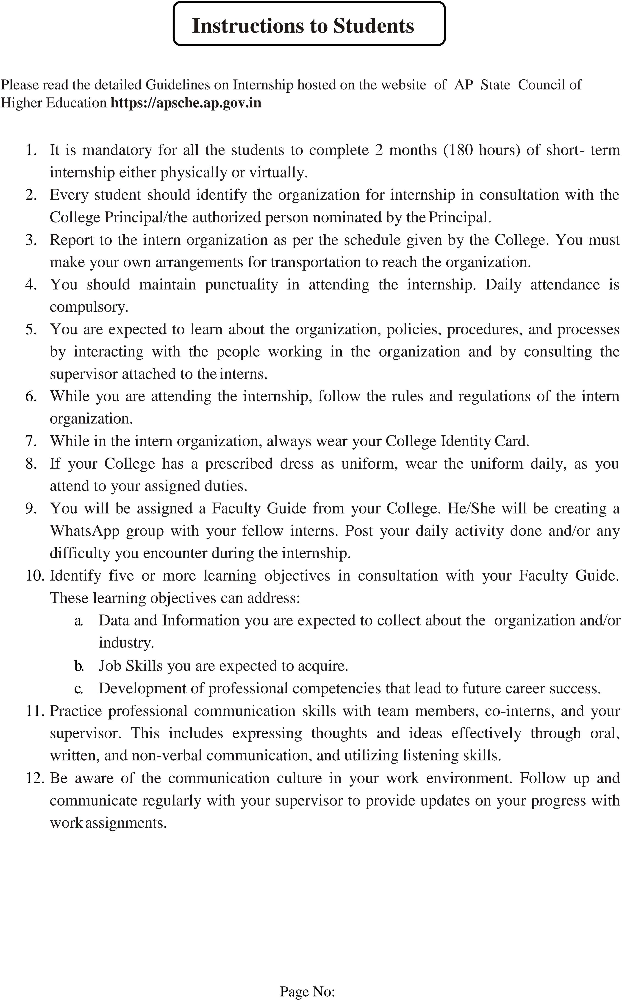 Instructions to Students
Please read the detailed Guidelines on Internship hosted on the website of AP State Council of
Higher Education https://apsche.ap.gov.in
1. It is mandatory for all the students to complete 2 months (180 hours) of short- term
internship either physically or virtually.
2. Every student should identify the organization for internship in consultation with the
College Principal/the authorized person nominated by the Principal.
3. Report to the intern organization as per the schedule given by the College. You must
make your own arrangements for transportation to reach the organization.
4. You should maintain punctuality in attending the internship. Daily attendance is
compulsory.
5. You are expected to learn about the organization, policies, procedures, and processes
by interacting with the people working in the organization and by consulting the
supervisor attached to the interns.
6. While you are attending the internship, follow the rules and regulations of the intern
organization.
7. While in the intern organization, always wear your College Identity Card.
8. If your College has a prescribed dress as uniform, wear the uniform daily, as you
attend to your assigned duties.
9. You will be assigned a Faculty Guide from your College. He/She will be creating a
WhatsApp group with your fellow interns. Post your daily activity done and/or any
difficulty you encounter during the internship.
10. Identify five or more learning objectives in consultation with your Faculty Guide.
These learning objectives can address:
a. Data and Information you are expected to collect about the organization and/or
industry.
b. Job Skills you are expected to acquire.
c. Development of professional competencies that lead to future career success.
11. Practice professional communication skills with team members, co-interns, and your
supervisor. This includes expressing thoughts and ideas effectively through oral,
written, and non-verbal communication, and utilizing listening skills.
12. Be aware of the communication culture in your work environment. Follow up and
communicate regularly with your supervisor to provide updates on your progress with
work assignments.
Page No: